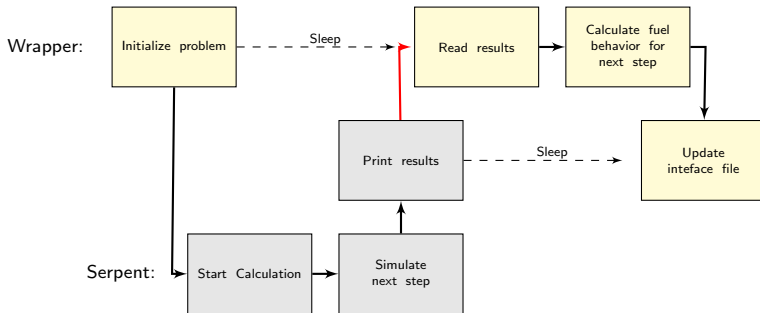 Wrapper:
Initialize problem
Sleep
Read results
Calculate fuel
behavior for
next step
Print results
Sleep
Update
inteface file
Serpent:
Start Calculation
Simulate
next step